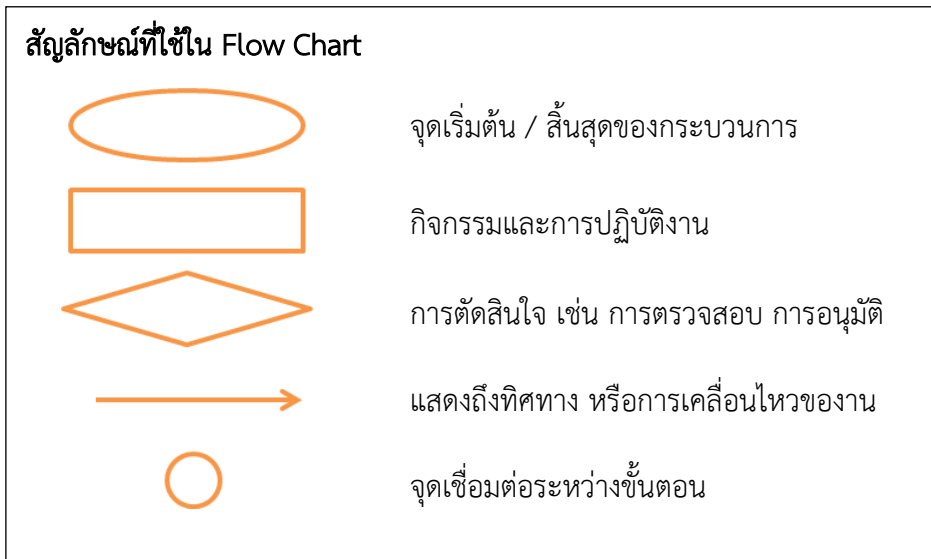 สัญลักษณ์ที่ใช้ใน Flow Chart
จุดเริ่มต้น / สิ้นสุดของกระบวนการ
กิจกรรมและการปฏิบัติงาน
การตัดสินใจ เช่น การตรวจสอบ การอนุมัติ
แสดงถึงทิศทาง หรือการเคลื่อนไหวของงาน
จุดเชื่อมต่อระหว่างขั้นตอน